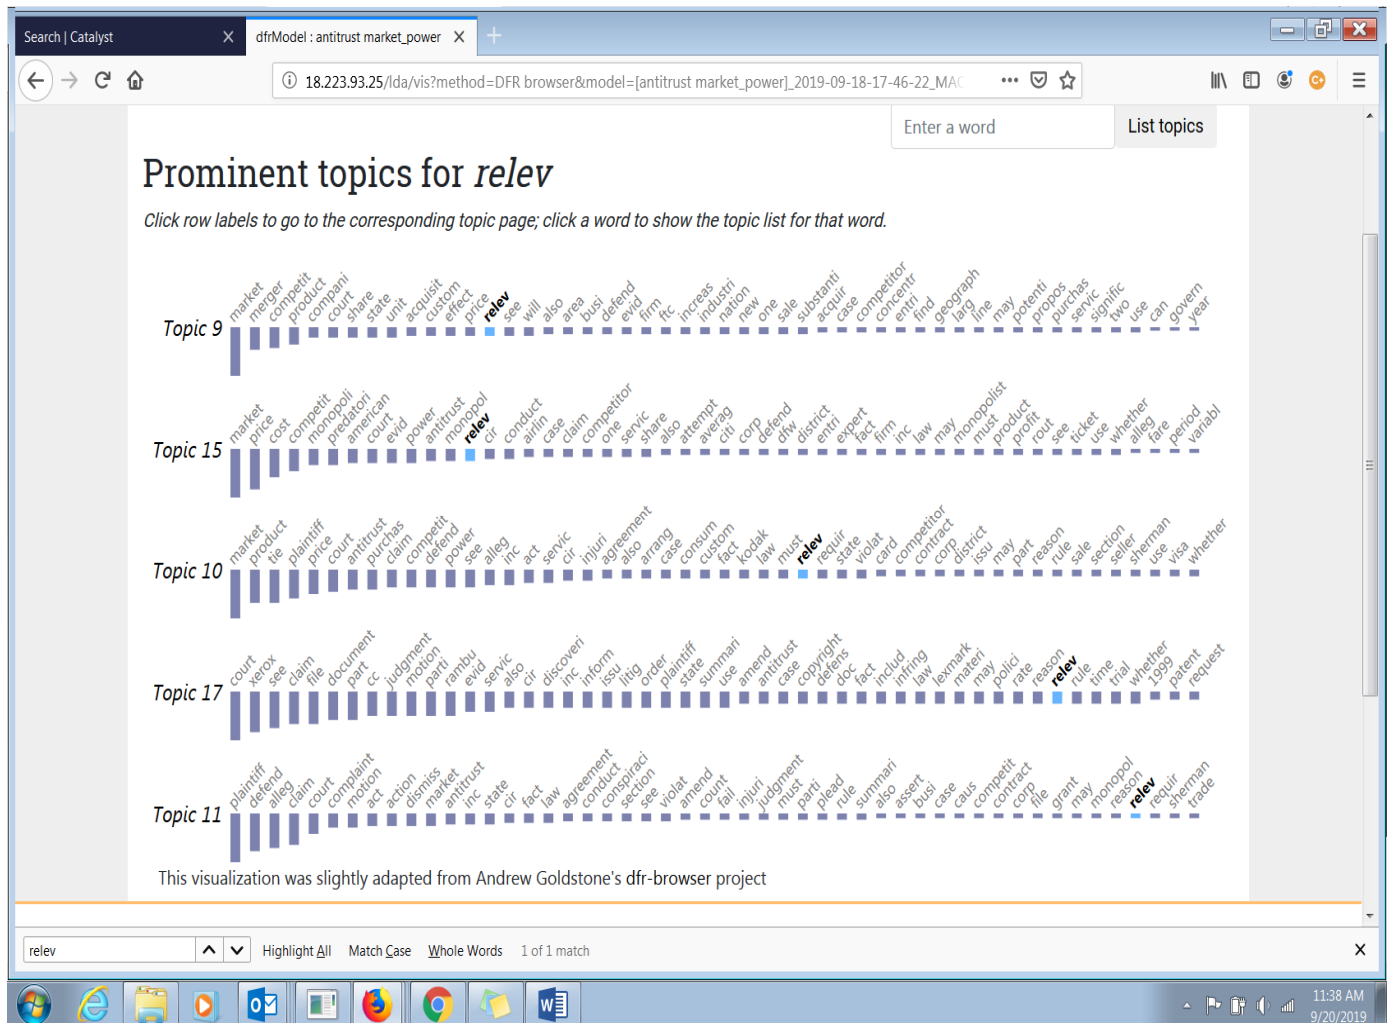 Search | Catalyst
dfrModel : antitrust market_power
18.223.93.25/lda/vis?method=DFR browser&model=[antitrust market_power]_2019-09-18-17-46-22_MAC
Enter a word
List topics
Prominent topics for relev
Click row labels to go to the corresponding topic page; click a word to show the topic list for that word.
Topic 9 market merger competit product compani court share state unit acquisit custom effect price relev see will also area busi defend evid firm ftc increas industri nation new one sale substanti acquir case competitor concentr entri find geograph larg line may potenti propos purchas servic signific two use can govern year
Topic 15 market price cost competit monopoli predatori american court evid power antitrust monopol relev cir conduct airlin case claim competitor one servic share also attempt averag citi corp defend dfw district entri expert fact firm inc law may monopolist must product profit rout see ticket use whether alleg fare period variabl
Topic 10 market product tie plaintiff price court antitrust purchas claim competit defend power see alleg inc act servic cir injuri agreement also arrang case consum custom fact kodak law must relev requir state violat card competitor contract corp district issu may part reason rule sale section seller sherman use visa whether
Topic 17 court xerox see claim file document part cc judgment motion parti rambu evid servic also cir discoveri inc inform issu litig order plaintiff state summari use amend antitrust case copyright defens doc fact includ infring law lexmark materi may polici rate reason relev rule time trial whether 1999 patent request
Topic 11 plaintiff defend alleg claim court complaint motion act action dismiss market antitrust inc state cir fact law agreement conduct conspiraci section see violat amend count fail injuri judgment must parti plead rule summari also assert busi case caus competit contract corp file grant may monopol reason relev requir sherman trade
This visualization was slightly adapted from Andrew Goldstone's dfr-browser project
relev
Highlight All Match Case Whole Words 1 of 1 match
11:38 AM
9/20/2019